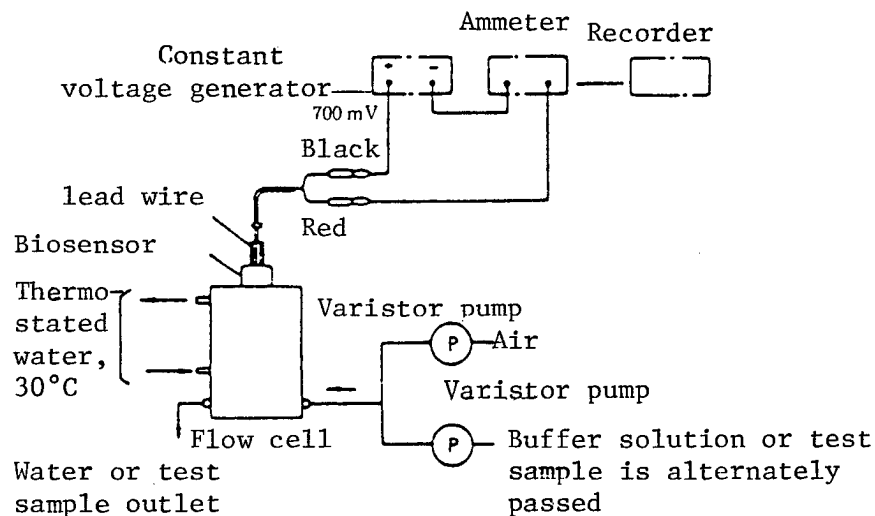 Ammeter
Recorder
Constant
voltage generator
+
-
700 mV
Black
lead wire
Red
Biosensor
Thermo-
stated
water,
30°C
Varistor pump
P
Air
Varistor pump
Flow cell
P
Buffer solution or test
sample is alternately
passed
Water or test
sample outlet